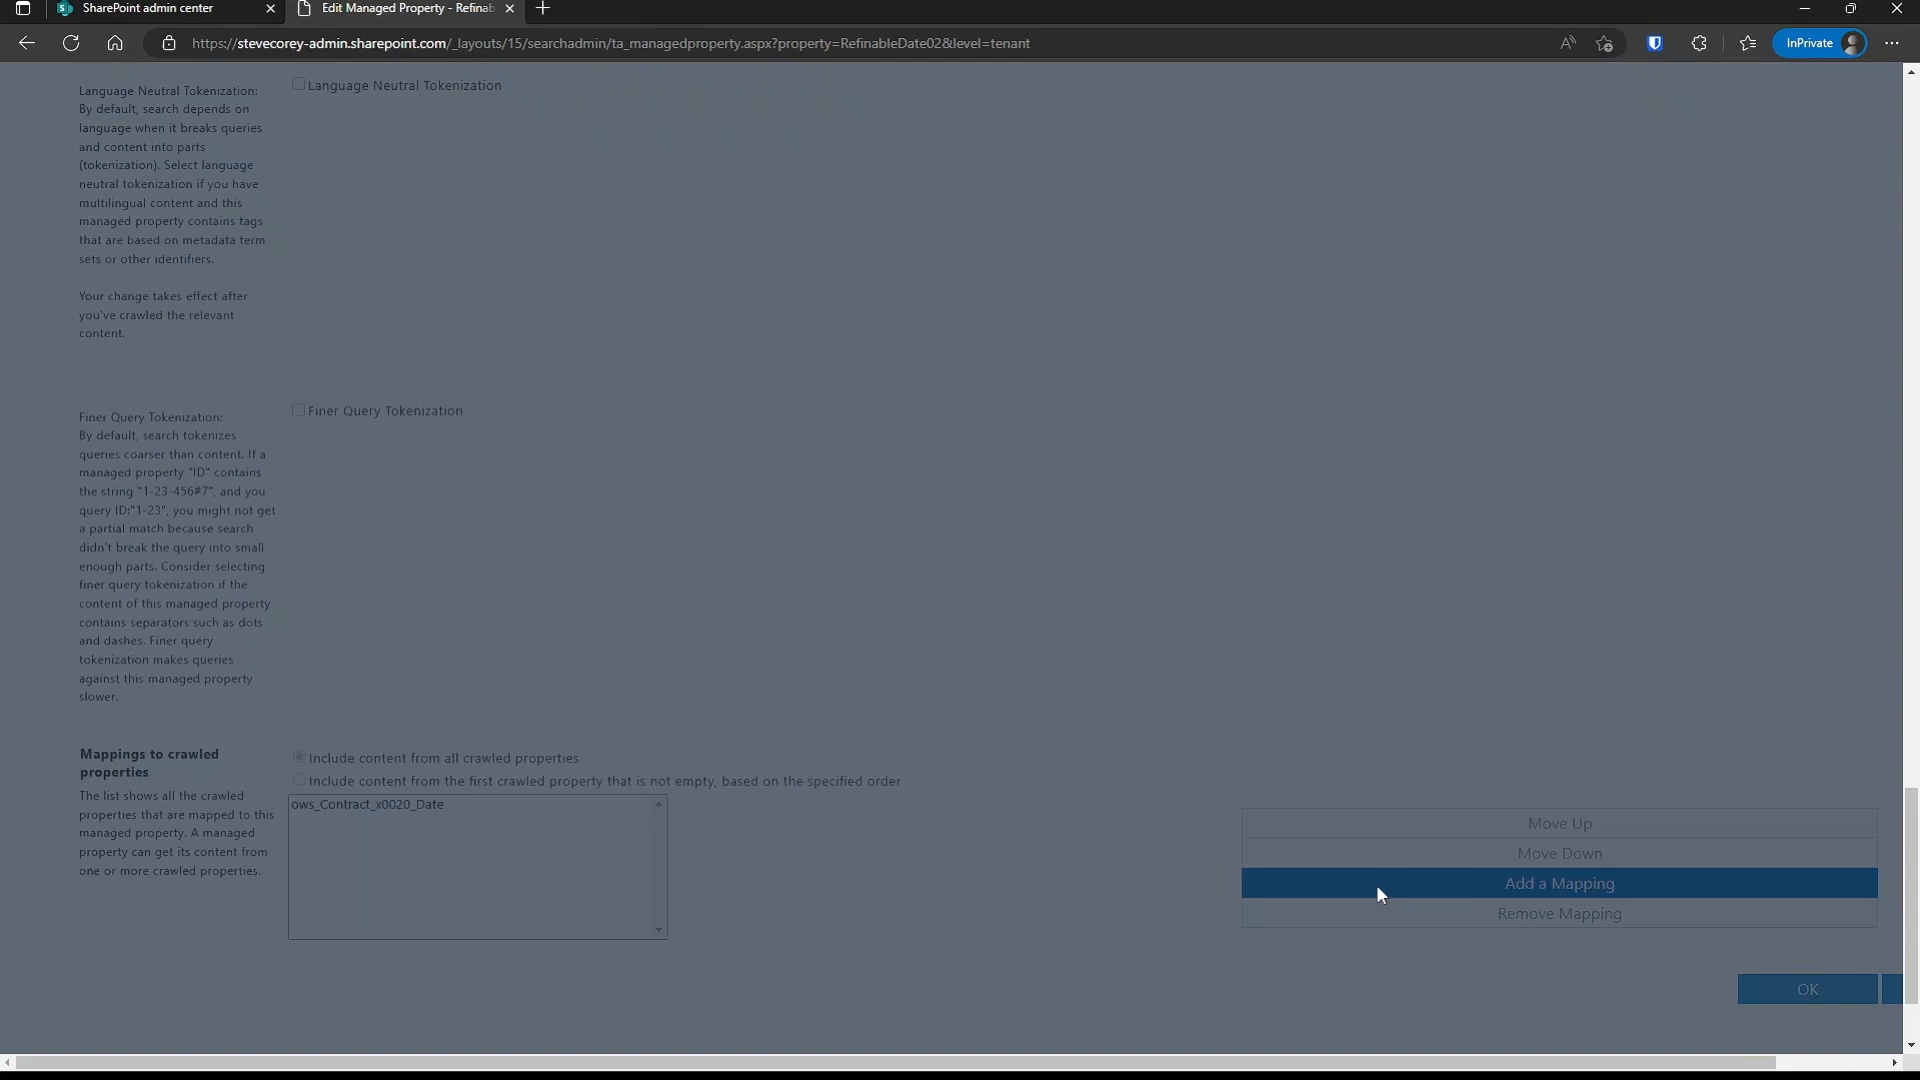 SharePoint admin center
Edit Managed Property - Refinab
https://stevecorey-admin.sharepoint.com/_layouts/15/searchadmin/ta_managedproperty.aspx?property=RefinableDate02&level=tenant
InPrivate
Language Neutral Tokenization:
By default, search depends on
language when it breaks queries
and content into parts
(tokenization). Select language
neutral tokenization if you have
multilingual content and this
managed property contains tags
that are based on metadata term
sets or other identifiers.
Your change takes effect after
you've crawled the relevant
content.
Language Neutral Tokenization
Finer Query Tokenization:
By default, search tokenizes
queries coarser than content. If a
managed property "ID" contains
the string "1-23-456#7", and you
query ID:"1-23", you might not get
a partial match because search
didn't break the query into small
enough parts. Consider selecting
finer query tokenization if the
content of this managed property
contains separators such as dots
and dashes. Finer query
tokenization makes queries
against this managed property
slower.
Finer Query Tokenization
Mappings to crawled
properties
The list shows all the crawled
properties that are mapped to this
managed property. A managed
property can get its content from
one or more crawled properties.
Include content from all crawled properties
Include content from the first crawled property that is not empty, based on the specified order
ows_Contract_x0020_Date
Move Up
Move Down
Add a Mapping
Remove Mapping
OK